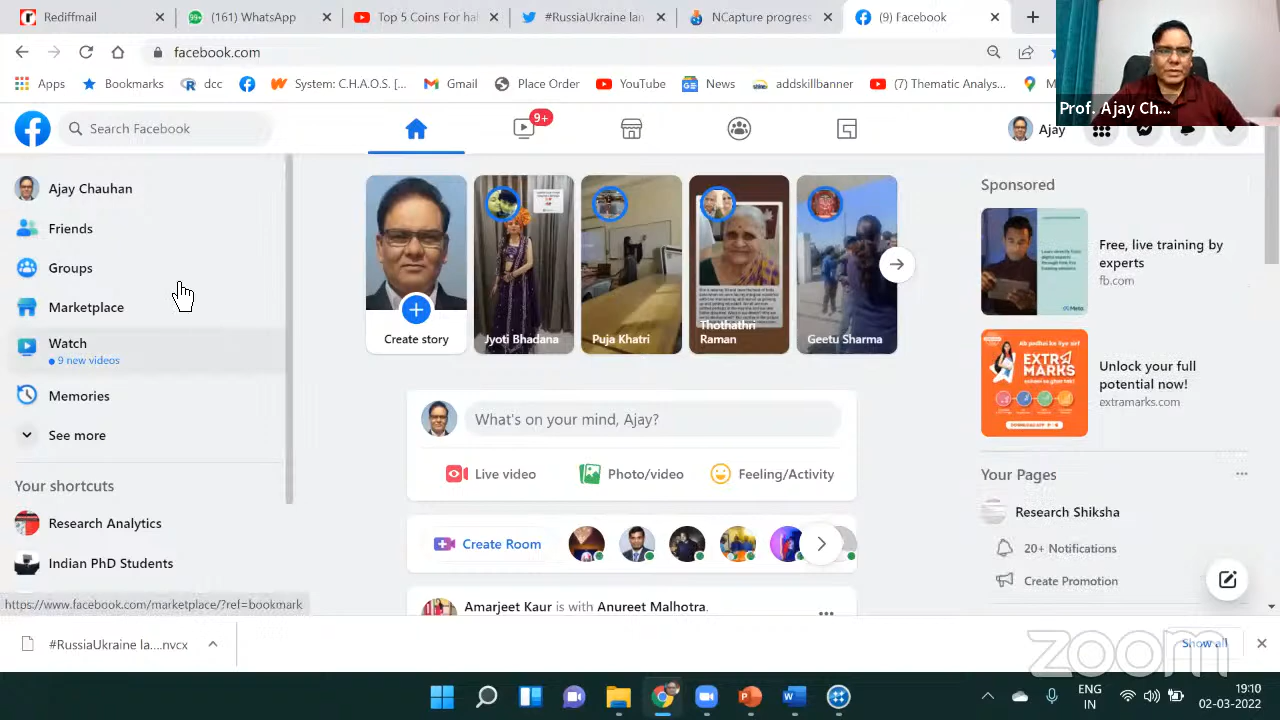 Rediffmail
(161) WhatsApp
Top 5 Coins For hal
#RussiaUkraine lan
NCapture progress
(9) Facebook
facebook.com
Apps
Bookmarks
dcc
System: C.H.A.O.S. [...
Place Order
YouTube
News
addskillbanner
(7) Thematic Analys...
Prof. Ajay Ch...
Search Facebook
9+
Ajay
Ajay Chauhan
Friends
Groups
Marketplace
Watch
9 new videos
Memories
See more
Your shortcuts
Research Analytics
Indian PhD Students
https://www.facebook.com/marketplace/?ref=bookmark
Create story
Jyoti Bhadana
Puja Khatri
Thothathri
Raman
Geetu Sharma
What's on your mind, Ajay?
Live video
Photo/video
Feeling/Activity
Create Room
Amarjeet Kaur is with Anureet Malhotra.
Sponsored
Free, live training by
experts
fb.com
EXTRA
MARKS
Unlock your full
potential now!
extramarks.com
Your Pages
Research Shiksha
20+ Notifications
Create Promotion
#RussiaUkraine la....nvcx
Show all
zoom
ENG
IN
19:10
02-03-2022